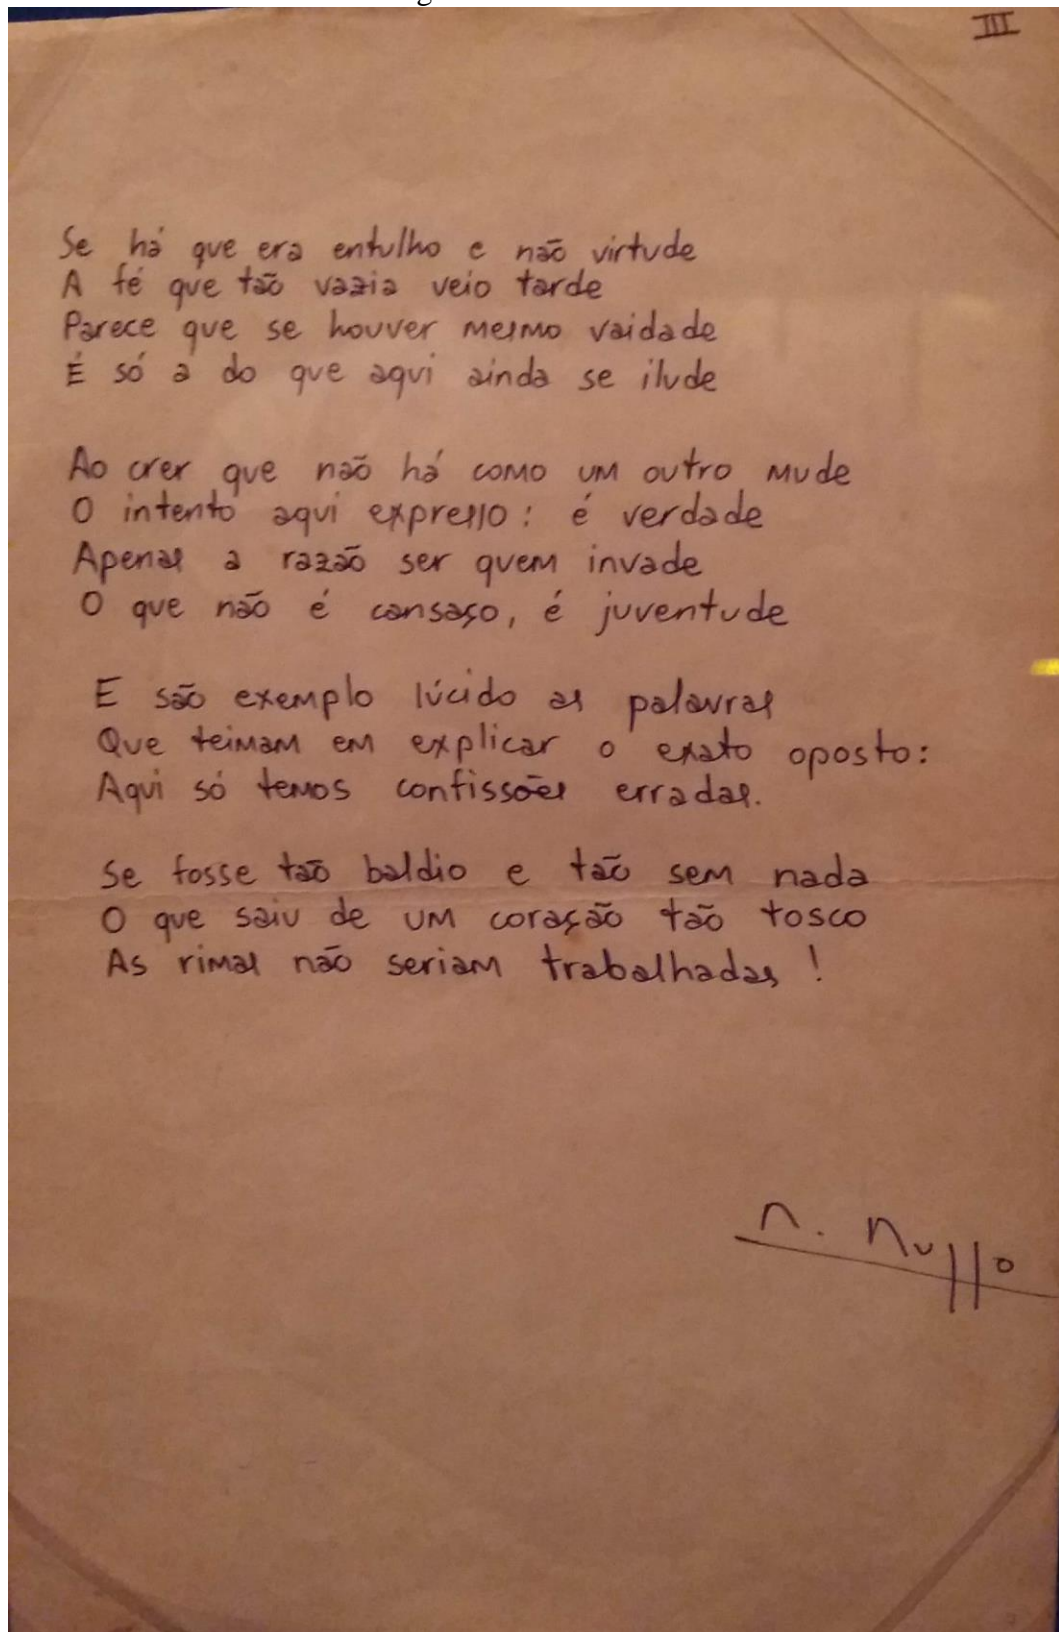 III
Se há que era entulho e não virtude
A fé que tão vazia veio tarde
Parece que se houver mesmo vaidade
É só a do que aqui ainda se ilude
Ao crer que não há como um outro mude
O intento aqui expresso: é verdade
Apenas a razão ser quem invade
O que não é cansaço, é juventude
E são exemplo lúcido as palavras
Que teimam em explicar o exato oposto:
Aqui só temos confissões erradas.
Se fosse tão baldio e tão sem nada
O que saiu de um coração tão tosco
As rimas não seriam trabalhadas!
n.